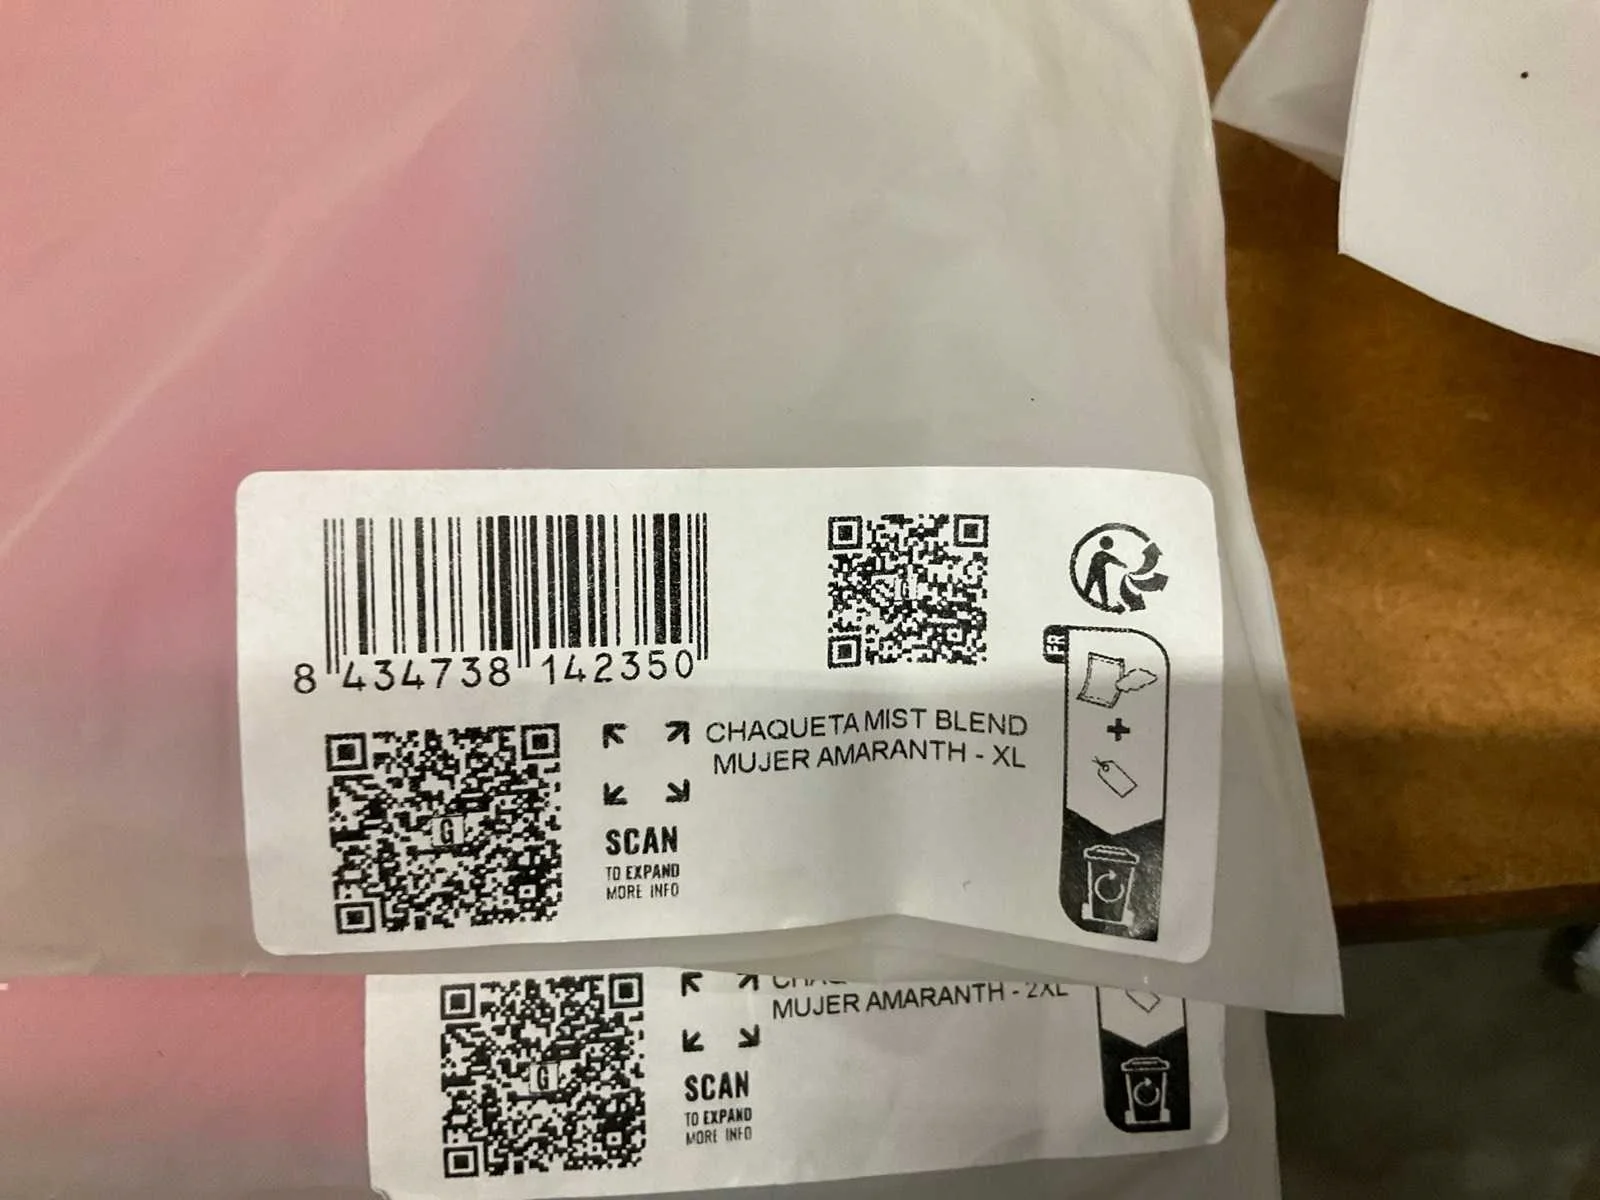 8 434738 142350
FR
CHAQUETA MIST BLEND
MUJER AMARANTH - XL
G
SCAN
TO EXPAND
MORE INFO
MUJER AMARANTH - 2XL
G
SCAN
TO EXPAND
MORE INFO